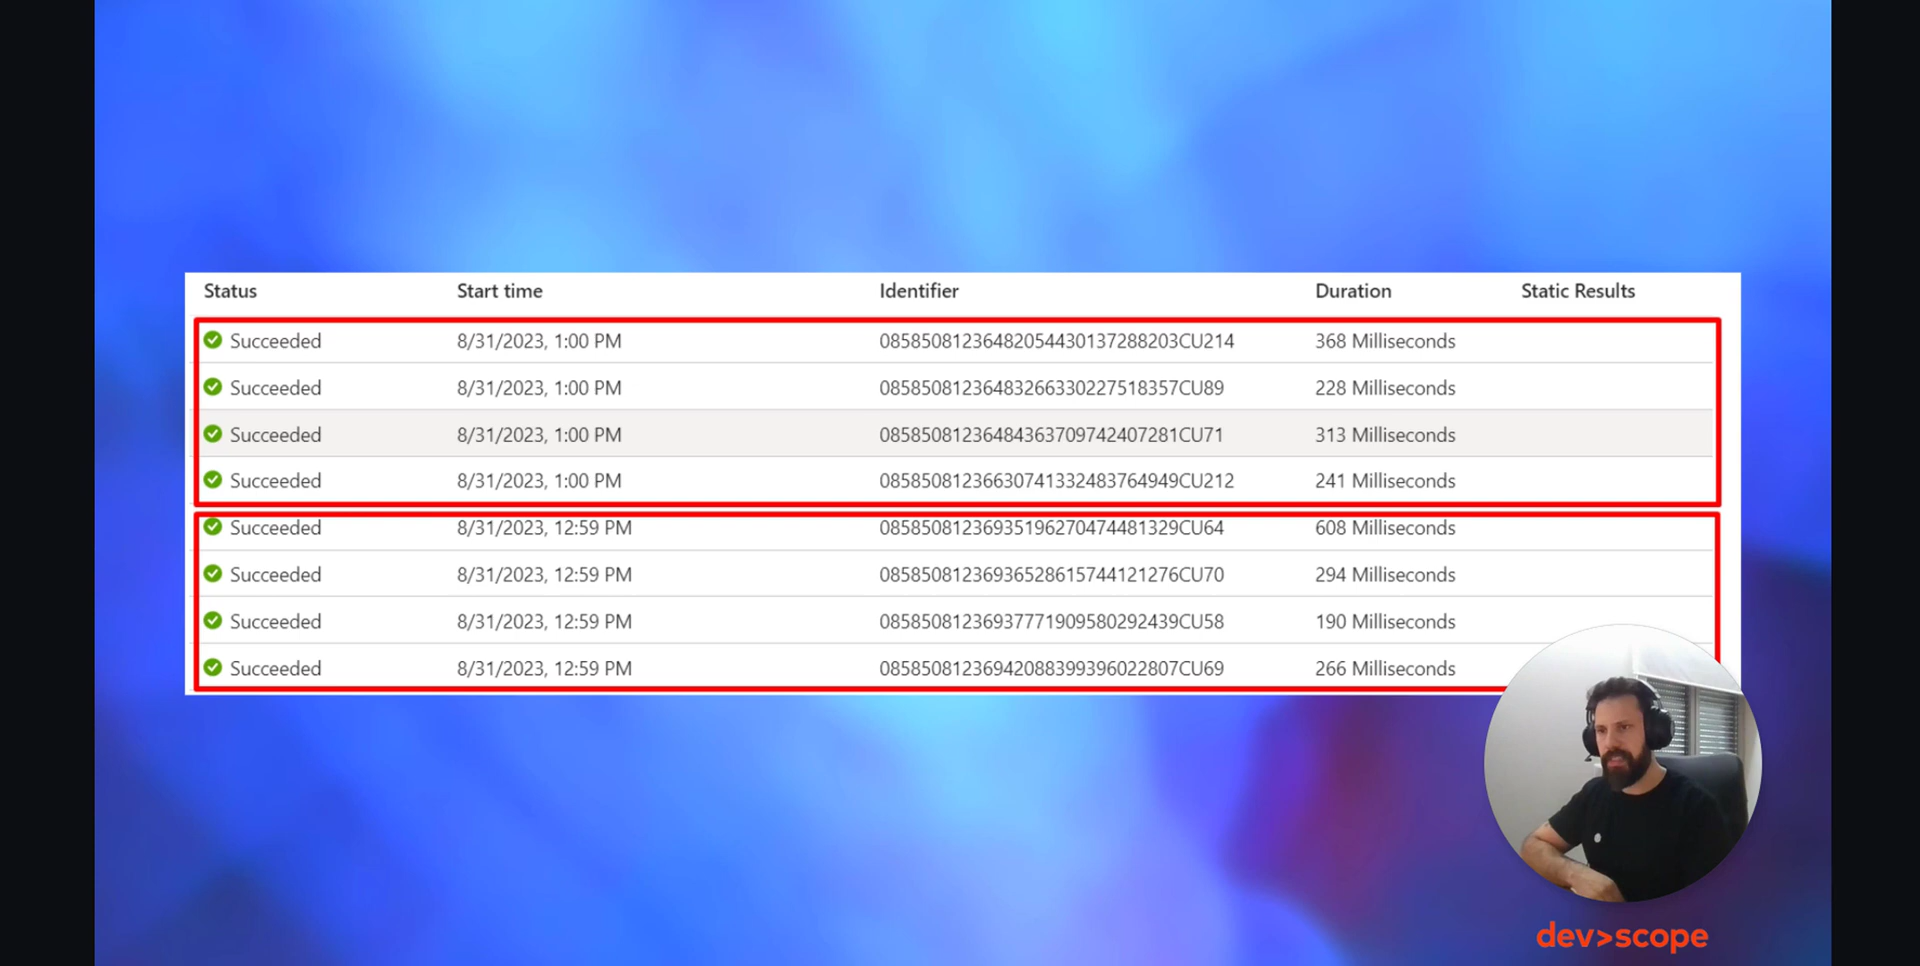 Status Start time Identifier Duration Static Results
Succeeded 8/31/2023, 1:00 PM 08585081236482054430137288203CU214 368 Milliseconds
Succeeded 8/31/2023, 1:00 PM 08585081236483266330227518357CU89 228 Milliseconds
Succeeded 8/31/2023, 1:00 PM 08585081236484363709742407281CU71 313 Milliseconds
Succeeded 8/31/2023, 1:00 PM 08585081236630741332483764949CU212 241 Milliseconds
Succeeded 8/31/2023, 12:59 PM 08585081236935196270474481329CU64 608 Milliseconds
Succeeded 8/31/2023, 12:59 PM 08585081236936528615744121276CU70 294 Milliseconds
Succeeded 8/31/2023, 12:59 PM 08585081236937771909580292439CU58 190 Milliseconds
Succeeded 8/31/2023, 12:59 PM 08585081236942088399396022807CU69 266 Milliseconds
dev>scope